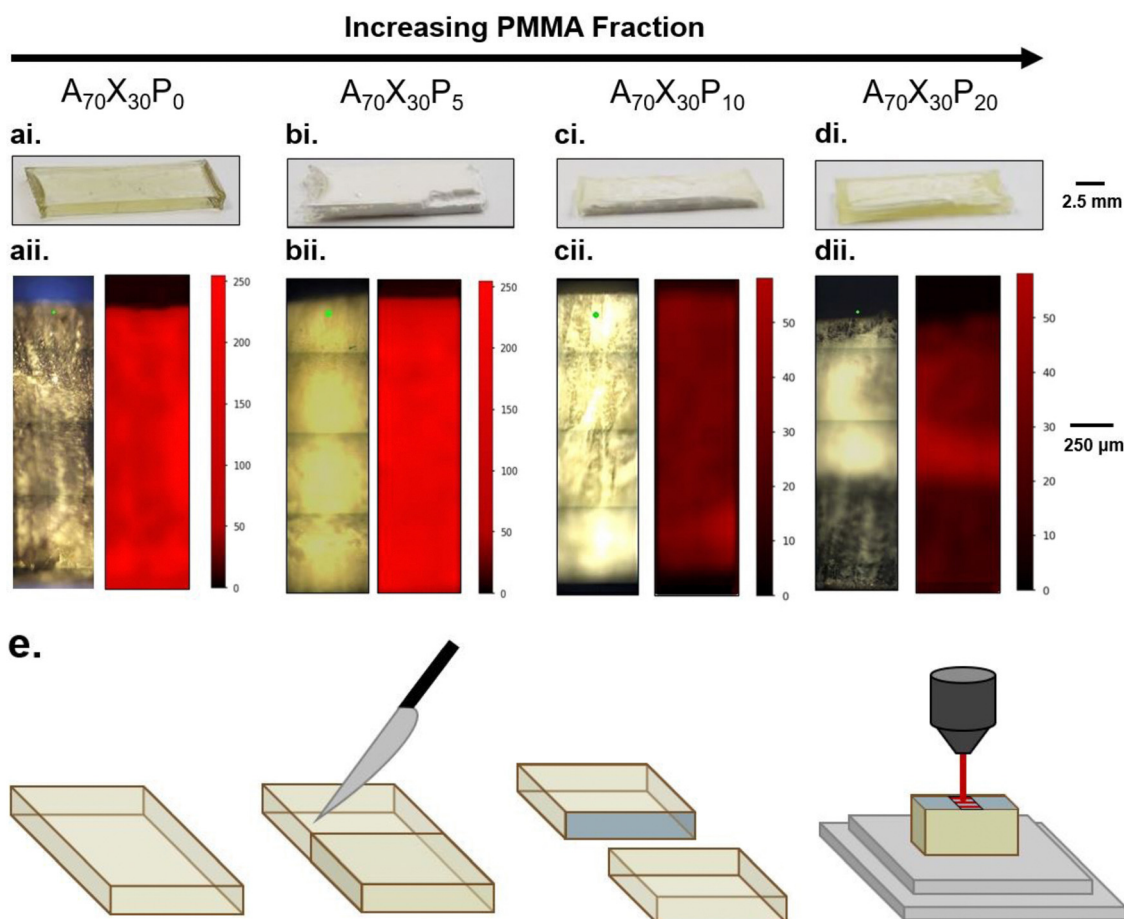 Increasing PMMA Fraction
A70X30P0 A70X30P5 A70X30P10 A70X30P20
ai. bi. ci. di.
2.5 mm
aii. bii. cii. dii.
250 250 50 50
200 200 40 40
150 150 30 30
250 µm
100 100 20 20
50 50 10 10
0 0 0 0
e.